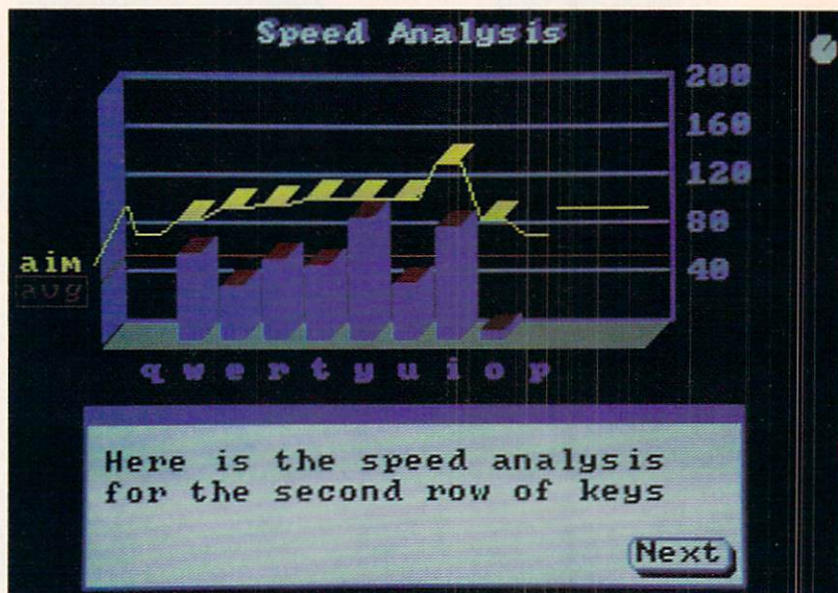 Speed Analysis
200
160
120
80
40
aim
avg
q w e r t y u i o p
Here is the speed analysis
for the second row of keys
Next